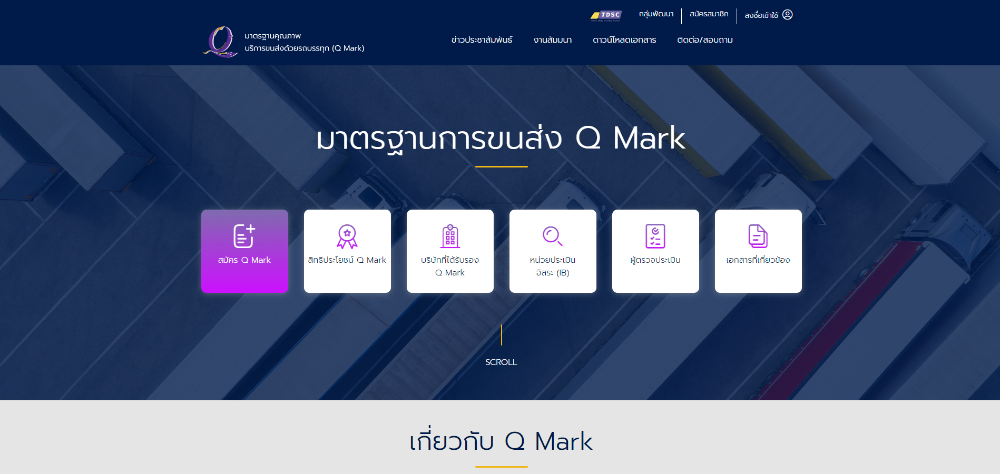 TDSC
Truck Data Service Center
กลุ่มพัฒนา
สมัครสมาชิก
ลงชื่อเข้าใช้
มาตรฐานคุณภาพ
บริการขนส่งด้วยรถบรรทุก (Q Mark)
ข่าวประชาสัมพันธ์
งานสัมมนา
ดาวน์โหลดเอกสาร
ติดต่อ/สอบถาม
มาตรฐานการขนส่ง Q Mark
สมัคร Q Mark
สิทธิประโยชน์ Q Mark
บริษัทที่ได้รับรอง
Q Mark
หน่วยประเมิน
อิสระ (IB)
ผู้ตรวจประเมิน
เอกสารที่เกี่ยวข้อง
SCROLL
เกี่ยวกับ Q Mark